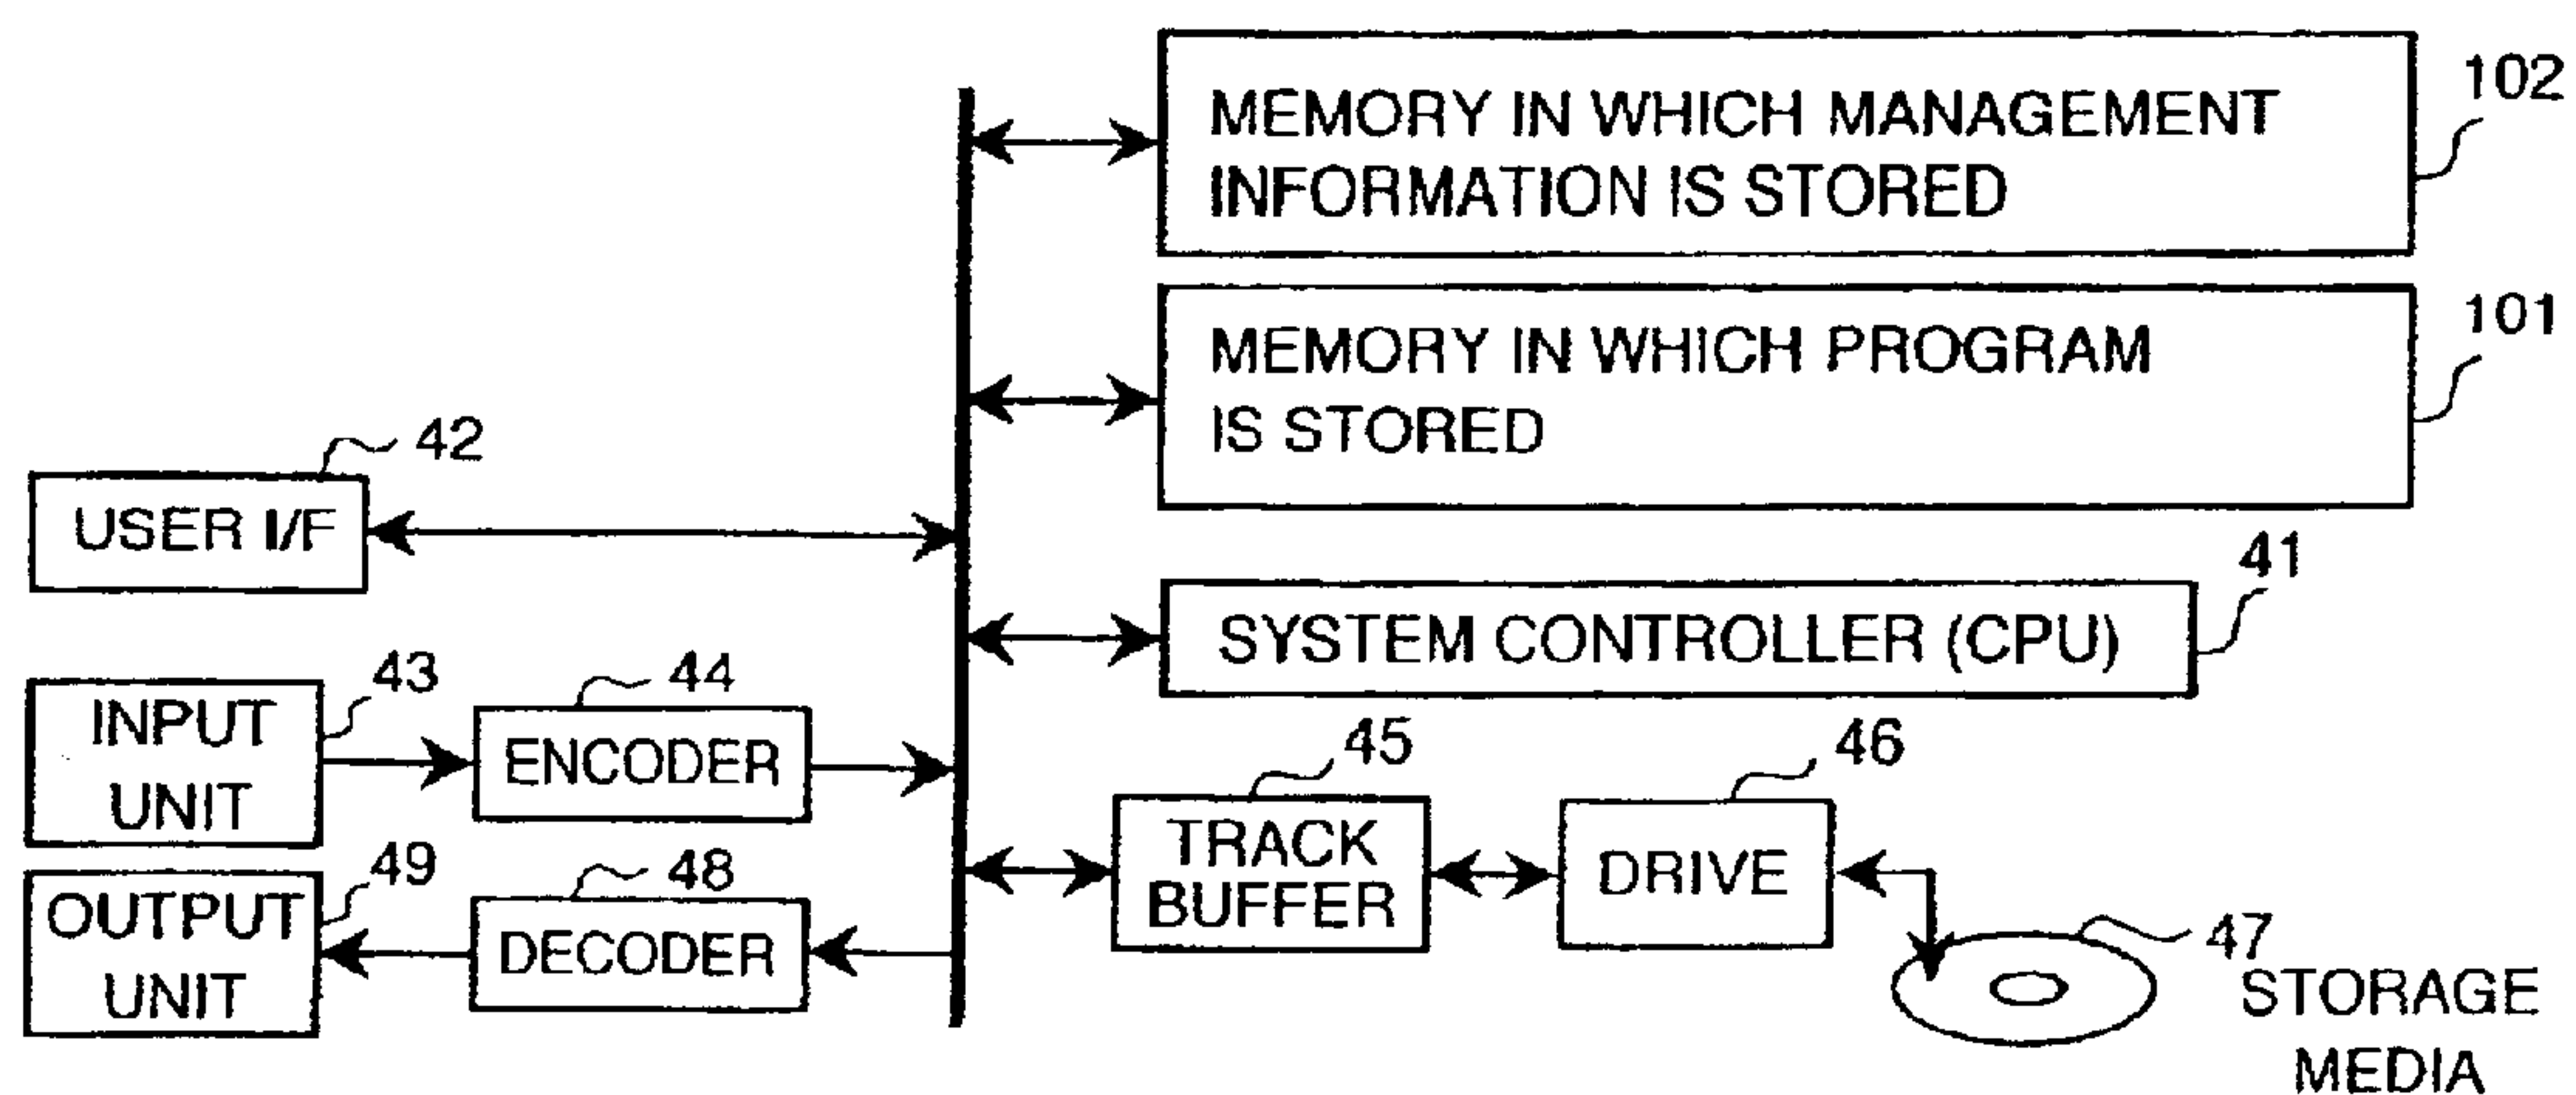 102
MEMORY IN WHICH MANAGEMENT
INFORMATION IS STORED
101
MEMORY IN WHICH PROGRAM
IS STORED
42
USER I/F
41
SYSTEM CONTROLLER (CPU)
43
INPUT
UNIT
44
ENCODER
45
TRACK
BUFFER
46
DRIVE
49
OUTPUT
UNIT
48
DECODER
47
STORAGE
MEDIA